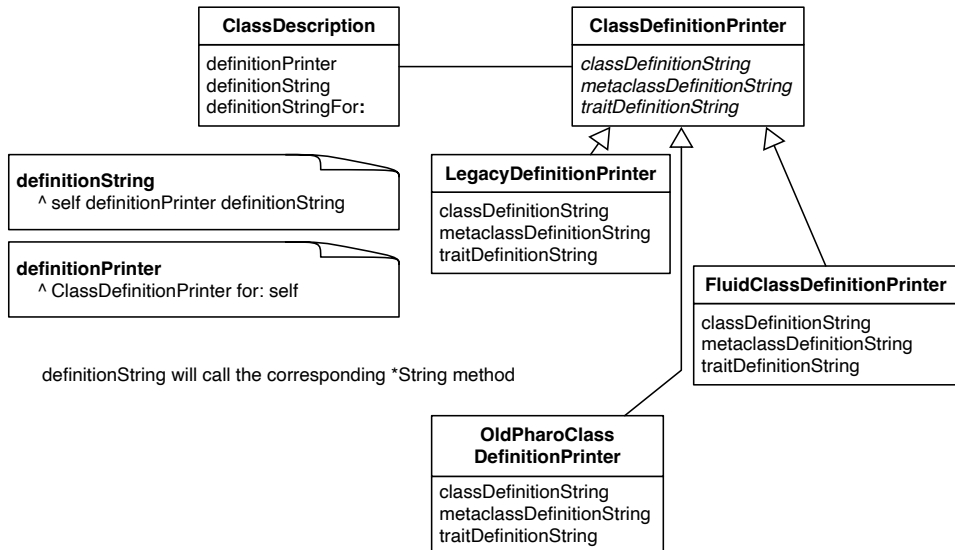 ClassDescription
definitionPrinter
definitionString
definitionStringFor:
ClassDefinitionPrinter
classDefinitionString
metaclassDefinitionString
traitDefinitionString
definitionString
^ self definitionPrinter definitionString
definitionPrinter
^ ClassDefinitionPrinter for: self
LegacyDefinitionPrinter
classDefinitionString
metaclassDefinitionString
traitDefinitionString
FluidClassDefinitionPrinter
classDefinitionString
metaclassDefinitionString
traitDefinitionString
definitionString will call the corresponding *String method
OldPharoClass
DefinitionPrinter
classDefinitionString
metaclassDefinitionString
traitDefinitionString